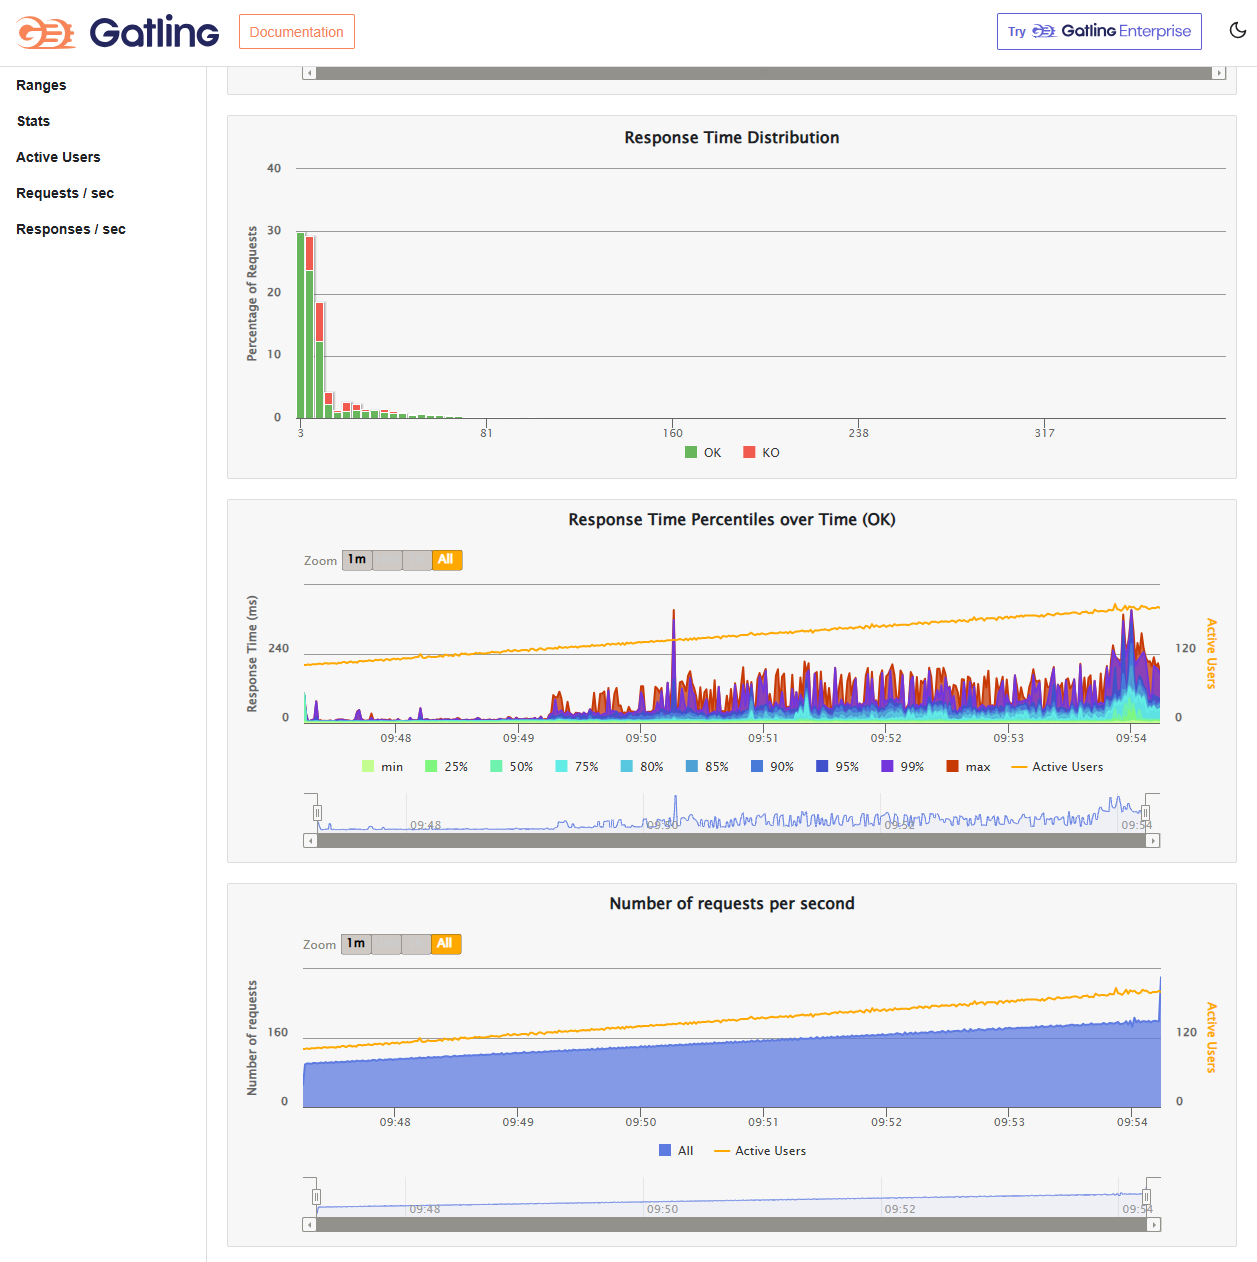 Gatling
Documentation
Try Gatling Enterprise
Ranges
Stats
Active Users
Requests / sec
Responses / sec
Response Time Distribution
Percentage of Requests
40
30
20
10
0
3 81 160 238 317
OK KO
Response Time Percentiles over Time (OK)
Zoom 1m All
Response Time (ms)
240
0
Active Users
120
0
09:48 09:49 09:50 09:51 09:52 09:53 09:54
min 25% 50% 75% 80% 85% 90% 95% 99% max Active Users
09:48 09:50 09:52 09:54
Number of requests per second
Zoom 1m All
Number of requests
160
0
Active Users
120
0
09:48 09:49 09:50 09:51 09:52 09:53 09:54
All Active Users
09:48 09:50 09:52 09:54